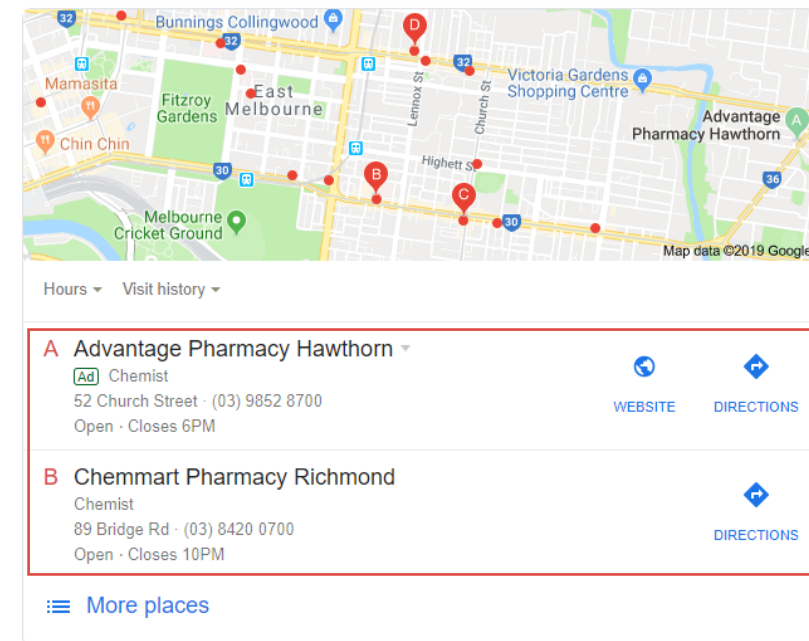 32
Bunnings Collingwood
D
32
32
Mamasita
Victoria Gardens
Shopping Centre
East
Melbourne
Fitzroy
Gardens
Lennox St
Church St
Advantage
Pharmacy Hawthorn
A
Chin Chin
Highett St
30
B
36
C
Melbourne
Cricket Ground
30
Map data ©2019 Google
Hours
Visit history
A Advantage Pharmacy Hawthorn
Ad Chemist
52 Church Street · (03) 9852 8700
Open · Closes 6PM
WEBSITE
DIRECTIONS
B Chemmart Pharmacy Richmond
Chemist
89 Bridge Rd · (03) 8420 0700
Open · Closes 10PM
DIRECTIONS
More places